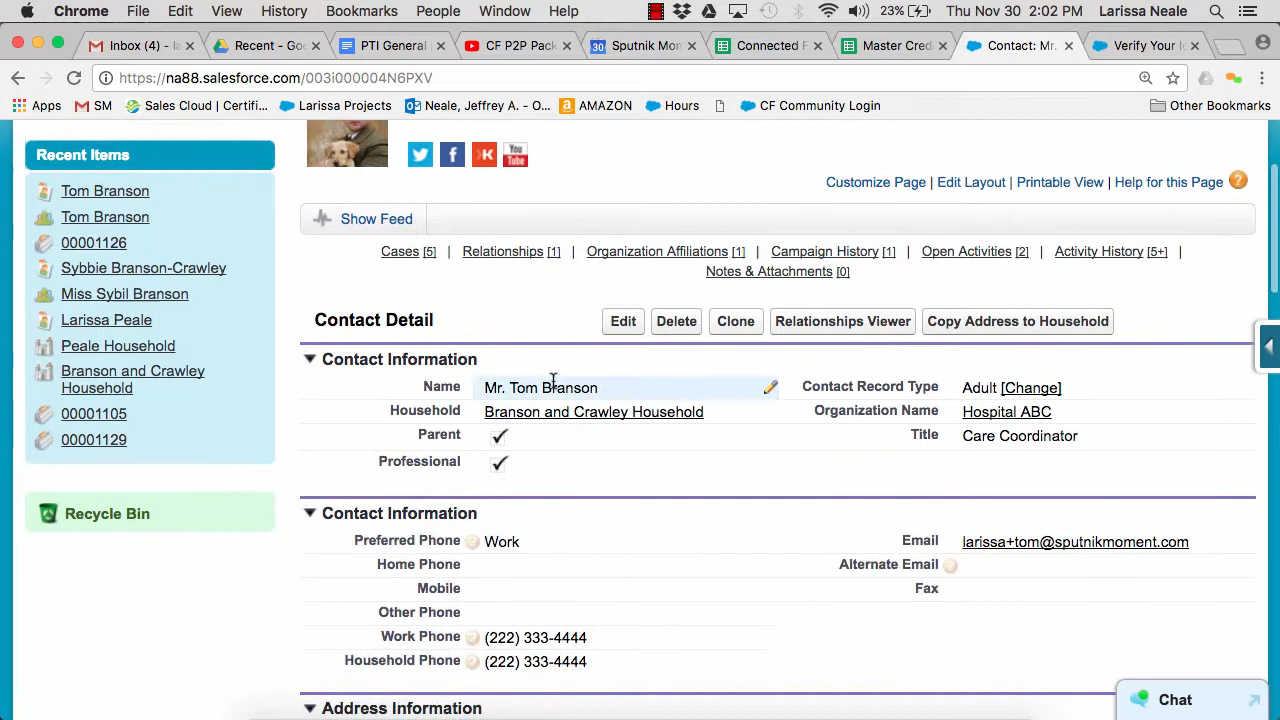 Chrome File Edit View History Bookmarks People Window Help 23% Thu Nov 30 2:02 PM Larissa Neale
Inbox (4) - la Recent - Goo PTI General CF P2P Pack 30 Sputnik Mom Connected F Master Crea Contact: Mr. Verify Your Id
https://na88.salesforce.com/003i000004N6PXV
Apps SM Sales Cloud | Certifi... Larissa Projects Neale, Jeffrey A. - O... AMAZON Hours CF Community Login Other Bookmarks
You Tube
Recent Items
Tom Branson
Tom Branson
00001126
Sybbie Branson-Crawley
Miss Sybil Branson
Larissa Peale
Peale Household
Branson and Crawley
Household
00001105
00001129
Recycle Bin
Customize Page | Edit Layout | Printable View | Help for this Page ?
Show Feed
Cases [5] | Relationships [1] | Organization Affiliations [1] | Campaign History [1] | Open Activities [2] | Activity History [5+] |
Notes & Attachments [0]
Contact Detail Edit Delete Clone Relationships Viewer Copy Address to Household
Contact Information
Name Mr. Tom Branson Contact Record Type Adult [Change]
Household Branson and Crawley Household Organization Name Hospital ABC
Parent Title Care Coordinator
Professional
Contact Information
Preferred Phone Work Email larissa+tom@sputnikmoment.com
Home Phone Alternate Email
Mobile Fax
Other Phone
Work Phone (222) 333-4444
Household Phone (222) 333-4444
Address Information
Chat